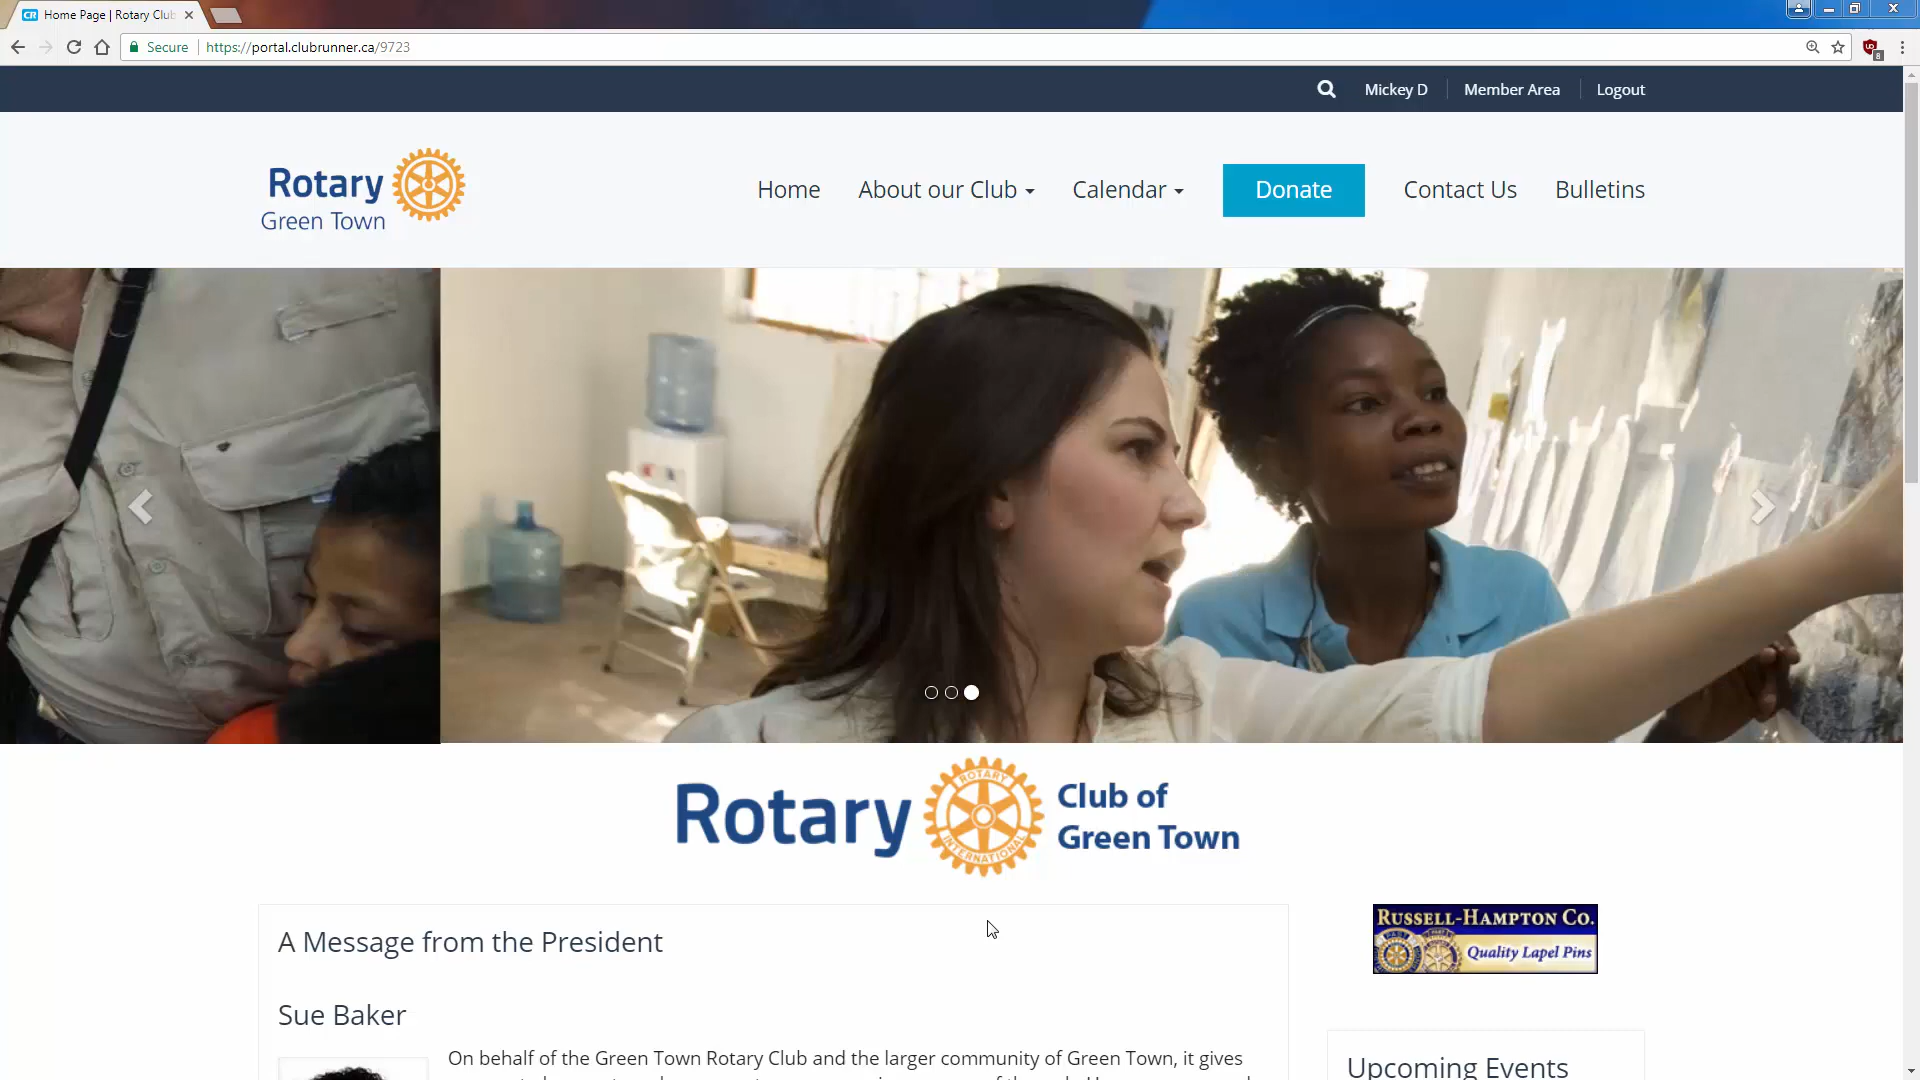 Home Page | Rotary Club
Secure
https://portal.clubrunner.ca/9723
8
Mickey D
Member Area
Logout
Rotary
Green Town
Home
About our Club
Calendar
Donate
Contact Us
Bulletins
Rotary
ROTARY
INTERNATIONAL
Club of
Green Town
A Message from the President
RUSSELL-HAMPTON CO.
Quality Lapel Pins
Sue Baker
On behalf of the Green Town Rotary Club and the larger community of Green Town, it gives
Upcoming Events